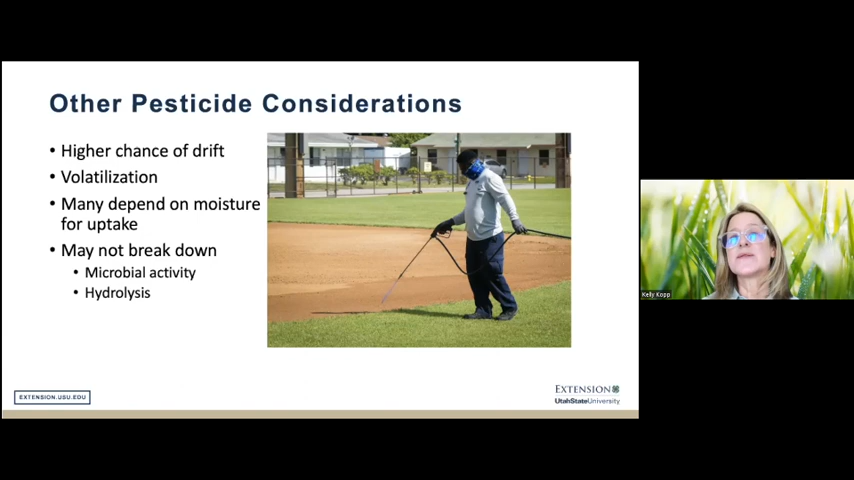 Other Pesticide Considerations
• Higher chance of drift
• Volatilization
• Many depend on moisture
for uptake
• May not break down
• Microbial activity
• Hydrolysis
EXTENSION.USU.EDU
EXTENSION
UtahStateUniversity
Kelly Kopp